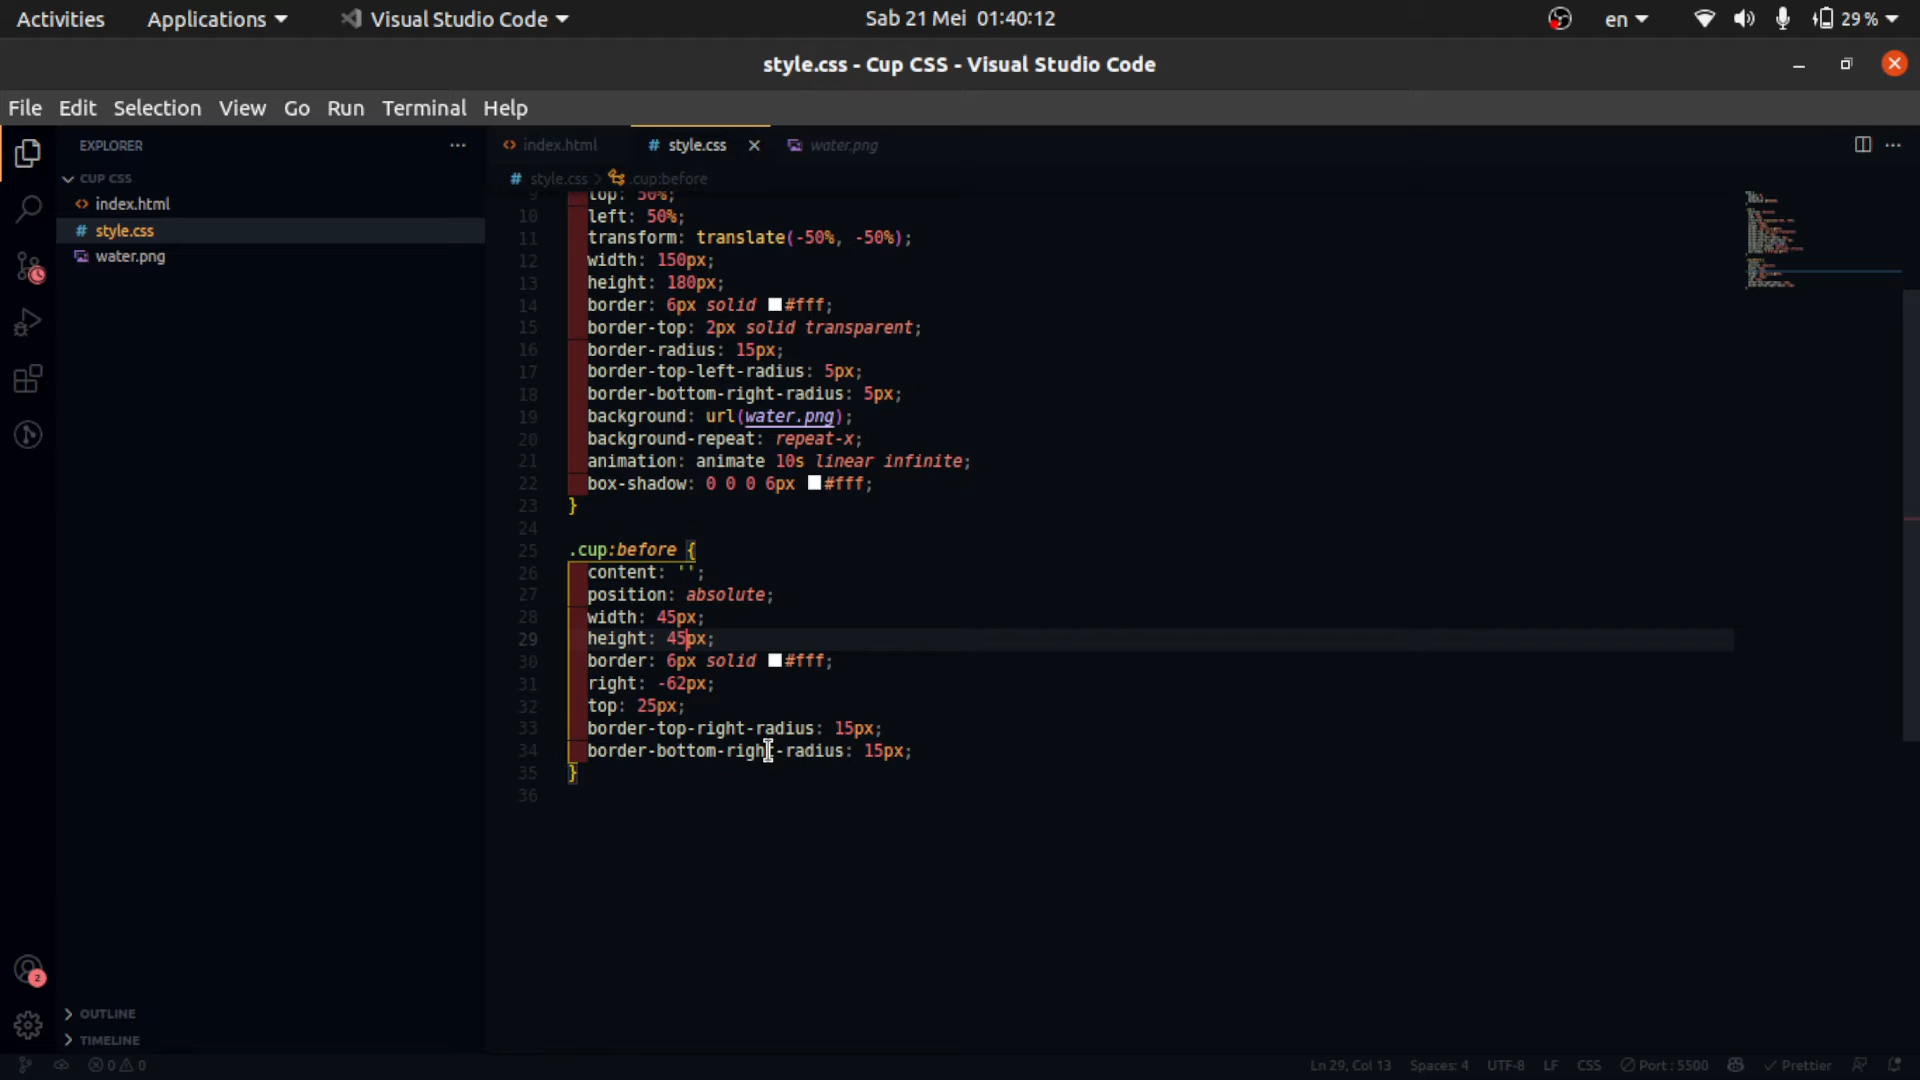 Activities Applications Visual Studio Code Sab 21 Mei 01:40:12 en 29 %
style.css - Cup CSS - Visual Studio Code
File Edit Selection View Go Run Terminal Help
EXPLORER
CUP CSS
index.html
style.css
water.png
OUTLINE
TIMELINE
index.html # style.css water.png
# style.css > .cup:before
9 top: 50%;
10 left: 50%;
11 transform: translate(-50%, -50%);
12 width: 150px;
13 height: 180px;
14 border: 6px solid #fff;
15 border-top: 2px solid transparent;
16 border-radius: 15px;
17 border-top-left-radius: 5px;
18 border-bottom-right-radius: 5px;
19 background: url(water.png);
20 background-repeat: repeat-x;
21 animation: animate 10s linear infinite;
22 box-shadow: 0 0 0 6px #fff;
23 }
24
25 .cup:before {
26 content: '';
27 position: absolute;
28 width: 45px;
29 height: 45px;
30 border: 6px solid #fff;
31 right: -62px;
32 top: 25px;
33 border-top-right-radius: 15px;
34 border-bottom-right-radius: 15px;
35 }
36
2
0 0 Ln 29, Col 13 Spaces: 4 UTF-8 LF CSS Port : 5500 Prettier